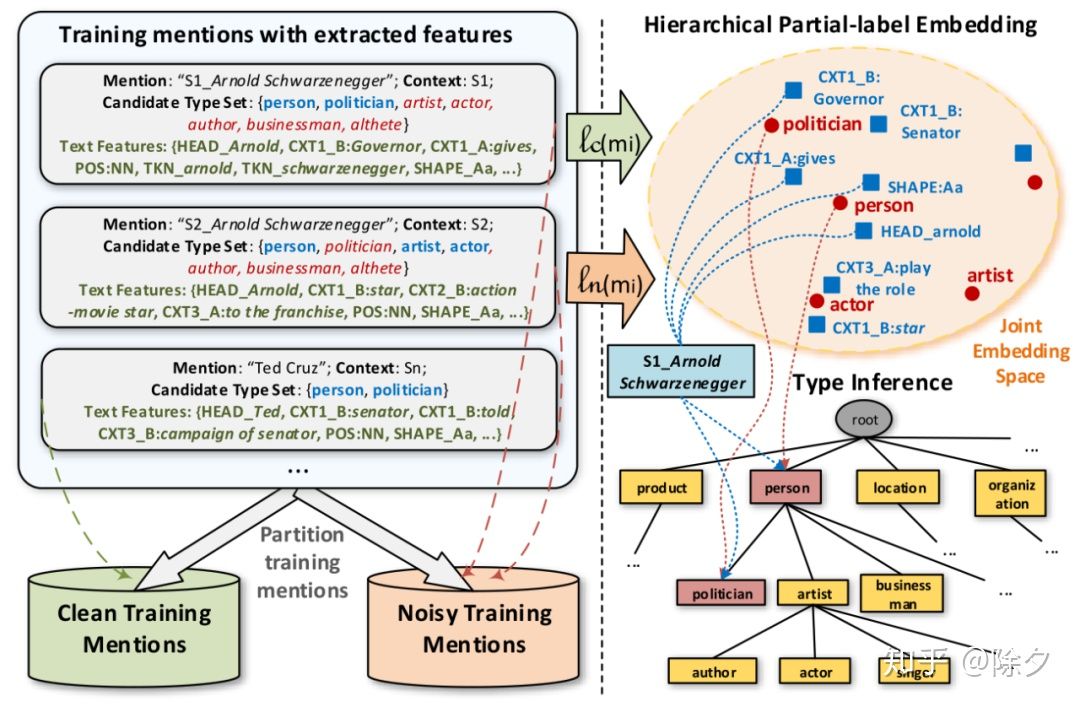 Training mentions with extracted features
Mention: “S1_Arnold Schwarzenegger”; Context: S1;
Candidate Type Set: {person, politician, artist, actor,
author, businessman, althete}
Text Features: {HEAD_Arnold, CXT1_B:Governor, CXT1_A:gives,
POS:NN, TKN_arnold, TKN_schwarzenegger, SHAPE_Aa, ...}
Mention: “S2_Arnold Schwarzenegger”; Context: S2;
Candidate Type Set: {person, politician, artist, actor,
author, businessman, althete}
Text Features: {HEAD_Arnold, CXT1_B:star, CXT2_B:action
-movie star, CXT3_A:to the franchise, POS:NN, SHAPE_Aa, ...}
Mention: “Ted Cruz”; Context: Sn;
Candidate Type Set: {person, politician}
Text Features: {HEAD_Ted, CXT1_B:senator, CXT1_B:told,
CXT3_B:campaign of senator, POS:NN, SHAPE_Aa, ...}
...
Partition
training
mentions
Clean Training
Mentions
Noisy Training
Mentions
ℓc(mi)
ℓn(mi)
Hierarchical Partial-label Embedding
CXT1_B:
Governor
politician
CXT1_B:
Senator
CXT1_A:gives
SHAPE:Aa
person
HEAD_arnold
CXT3_A:play
the role
artist
actor
CXT1_B:star
Joint
Embedding
Space
S1_Arnold
Schwarzenegger
Type Inference
root
...
product
person
location
organiz
ation
...
...
...
politician
artist
business
man
...
author
actor
singer
...
知乎 @除夕